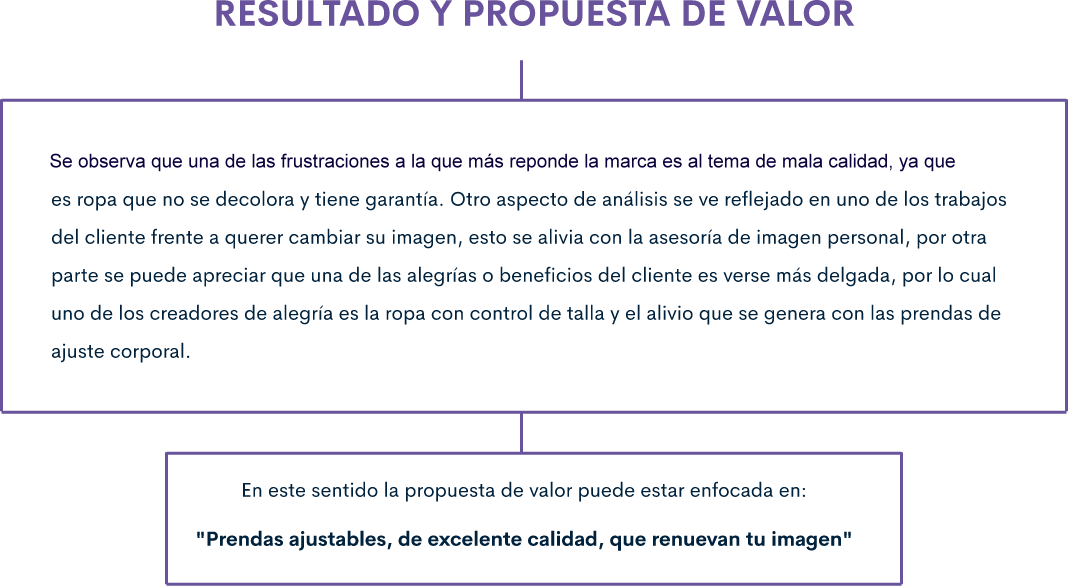 RESULTADO Y PROPUESTA DE VALOR
Se observa que una de las frustraciones a la que más reponde la marca es al tema de mala calidad, ya que
es ropa que no se decolora y tiene garantía. Otro aspecto de análisis se ve reflejado en uno de los trabajos
del cliente frente a querer cambiar su imagen, esto se alivia con la asesoría de imagen personal, por otra
parte se puede apreciar que una de las alegrías o beneficios del cliente es verse más delgada, por lo cual
uno de los creadores de alegría es la ropa con control de talla y el alivio que se genera con las prendas de
ajuste corporal.
En este sentido la propuesta de valor puede estar enfocada en:
"Prendas ajustables, de excelente calidad, que renuevan tu imagen"